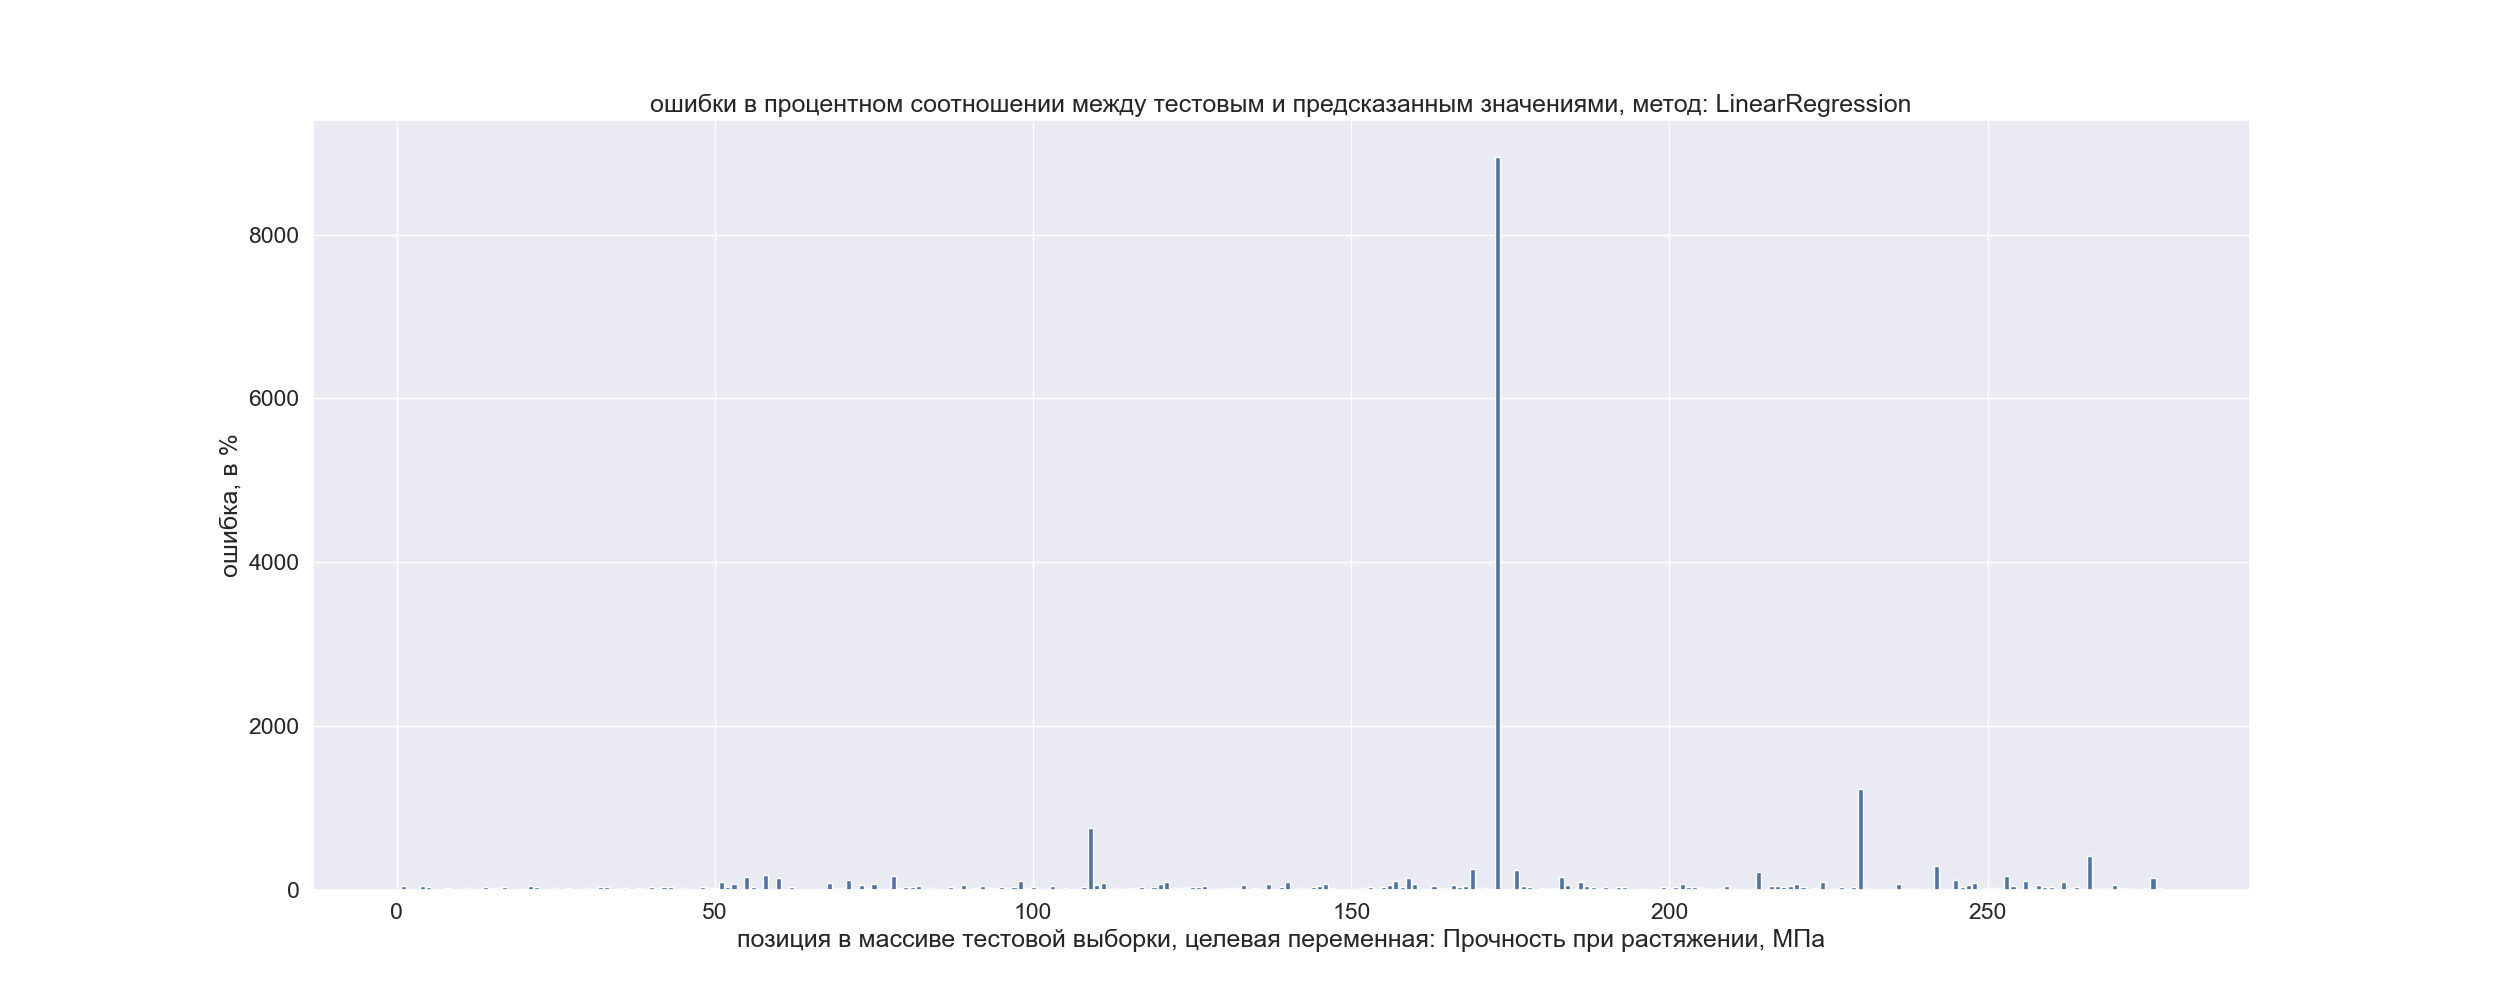 ошибки в процентном соотношении между тестовым и предсказанным значениями, метод: LinearRegression
ошибка, в %
8000
6000
4000
2000
0
0 50 100 150 200 250
позиция в массиве тестовой выборки, целевая переменная: Прочность при растяжении, МПа